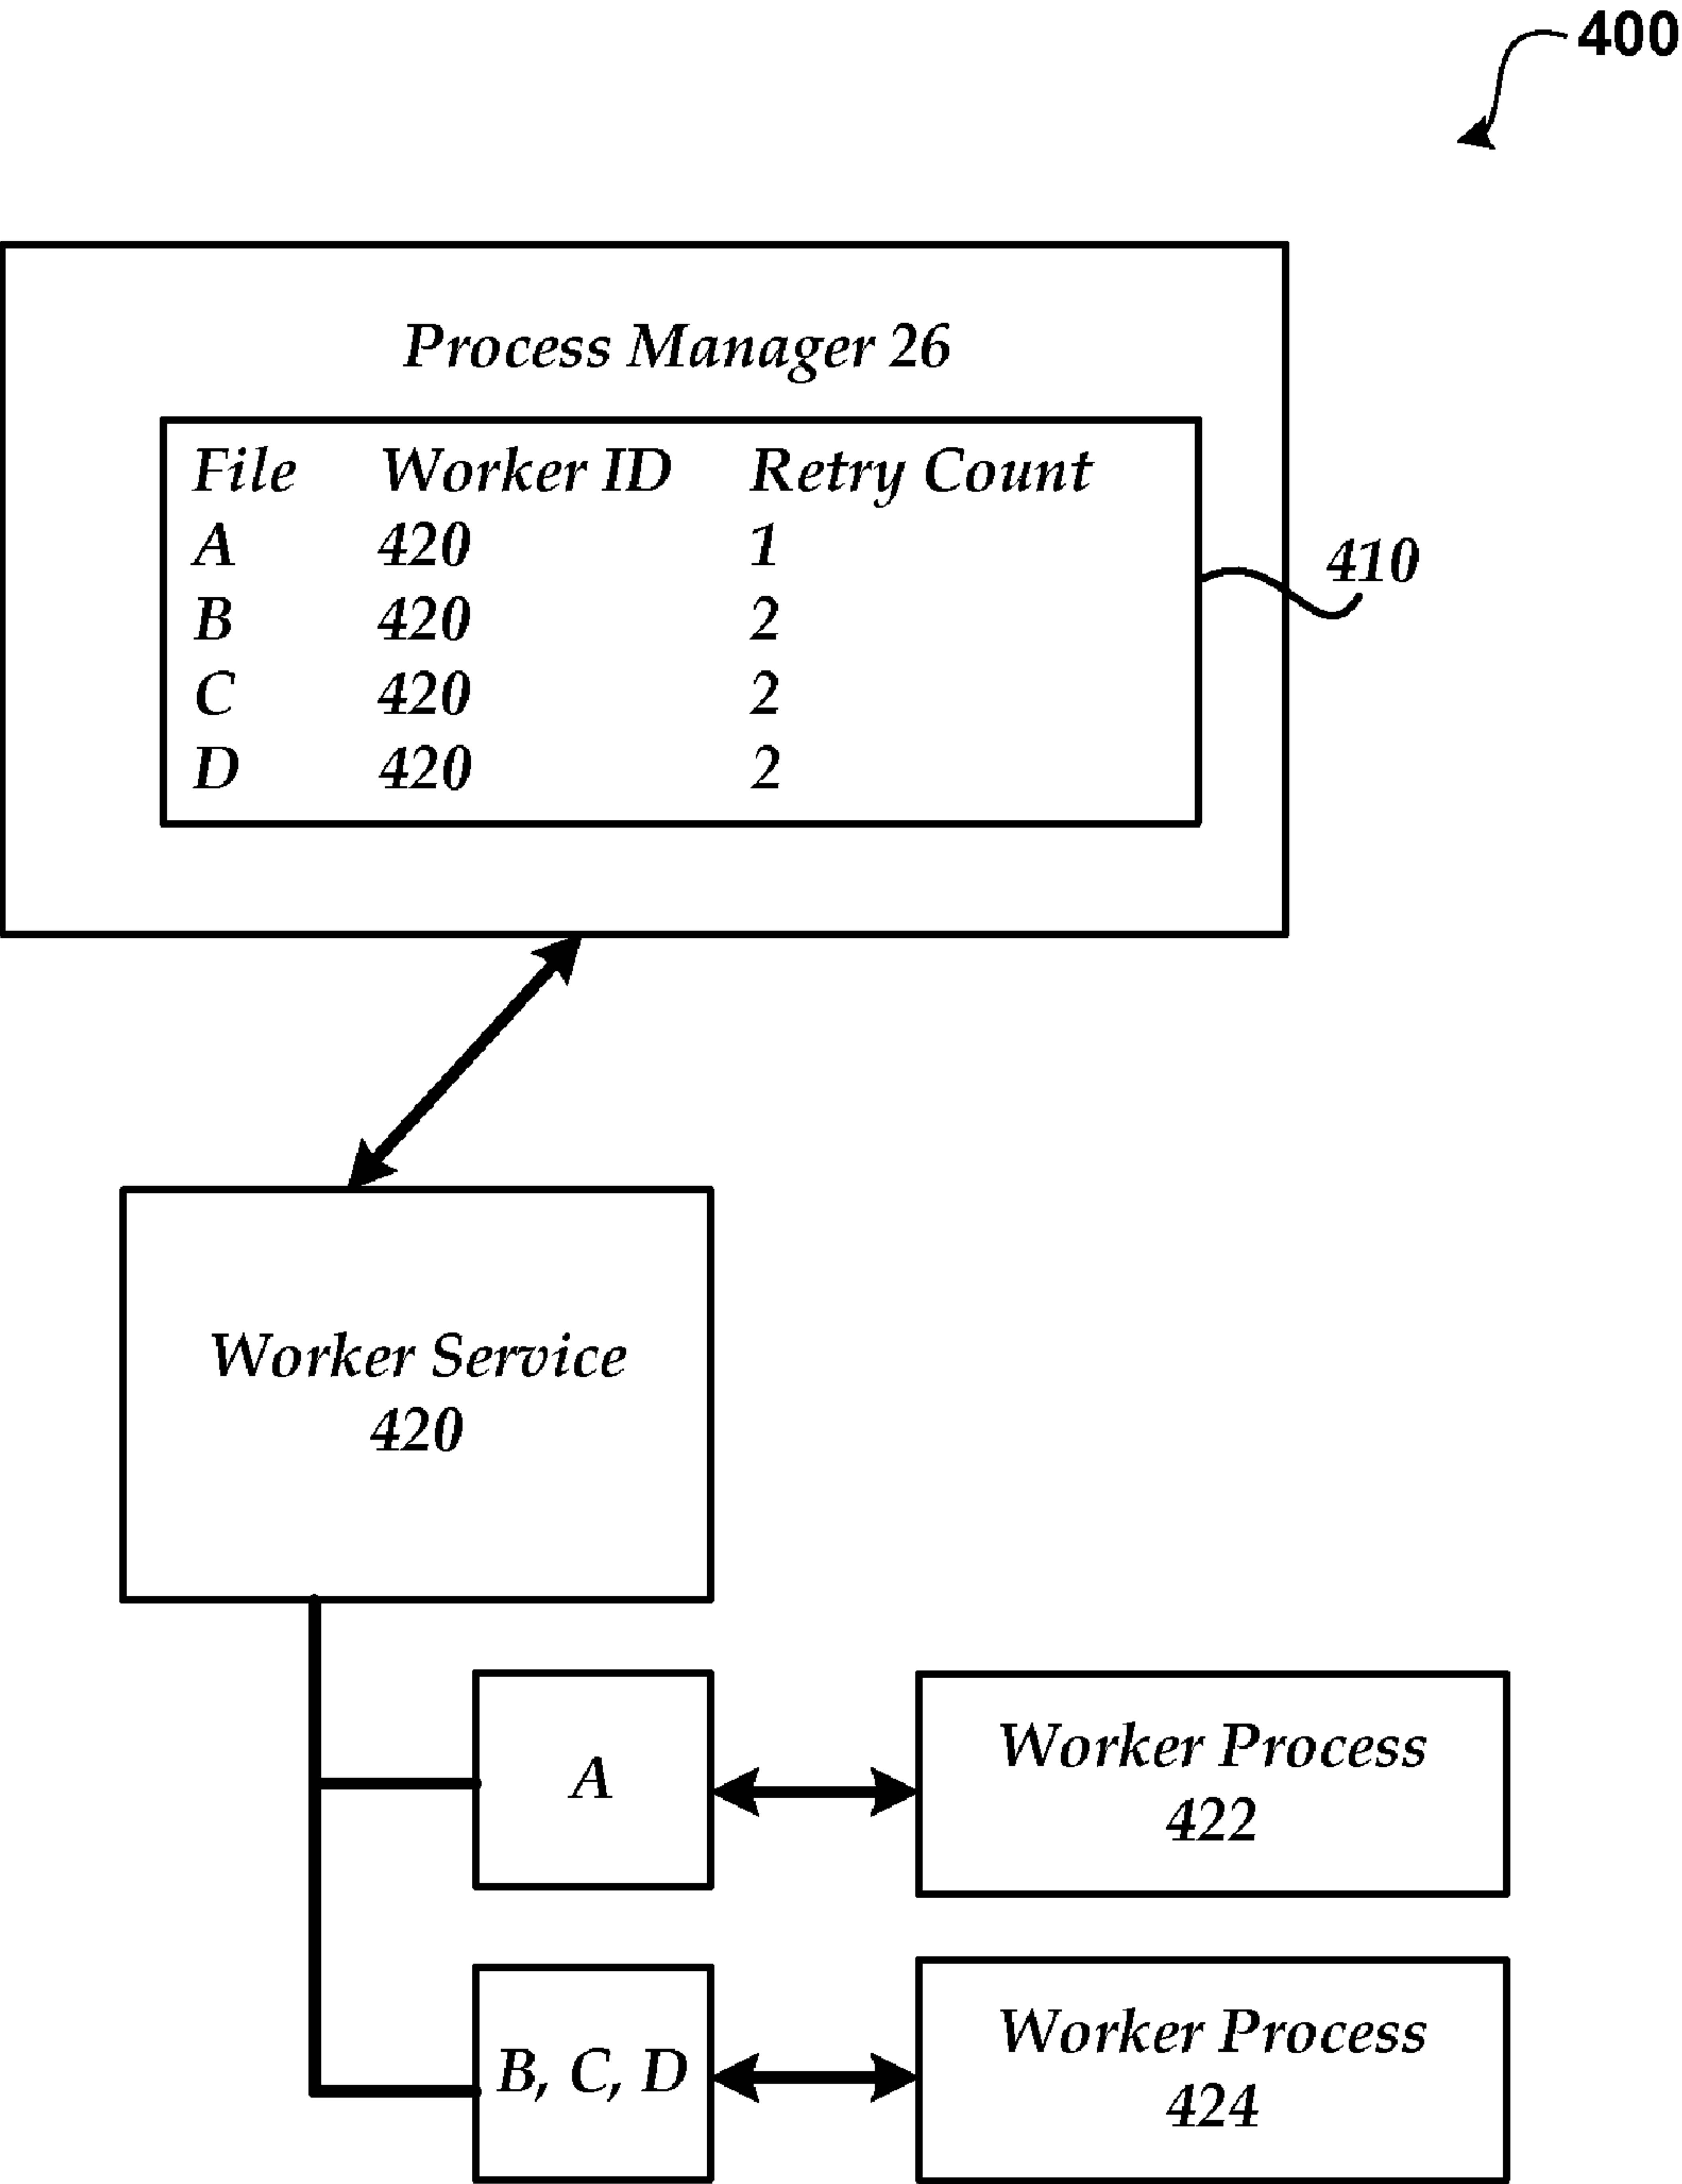 400
Process Manager 26
File Worker ID Retry Count
A 420 1
B 420 2
C 420 2
D 420 2
410
Worker Service
420
A
Worker Process
422
B, C, D
Worker Process
424